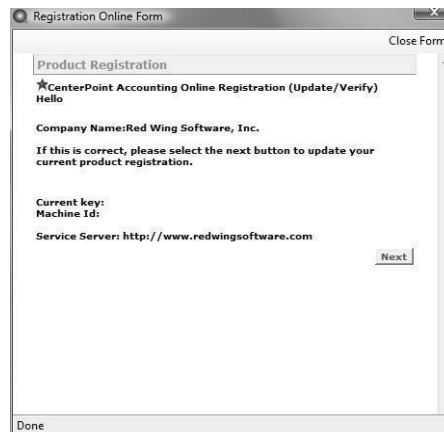 Registration Online Form
Close Form
Product Registration
CenterPoint Accounting Online Registration (Update/Verify)
Hello
Company Name:Red Wing Software, Inc.
If this is correct, please select the next button to update your
current product registration.
Current key:
Machine Id:
Service Server: http://www.redwingsoftware.com
Next
Done